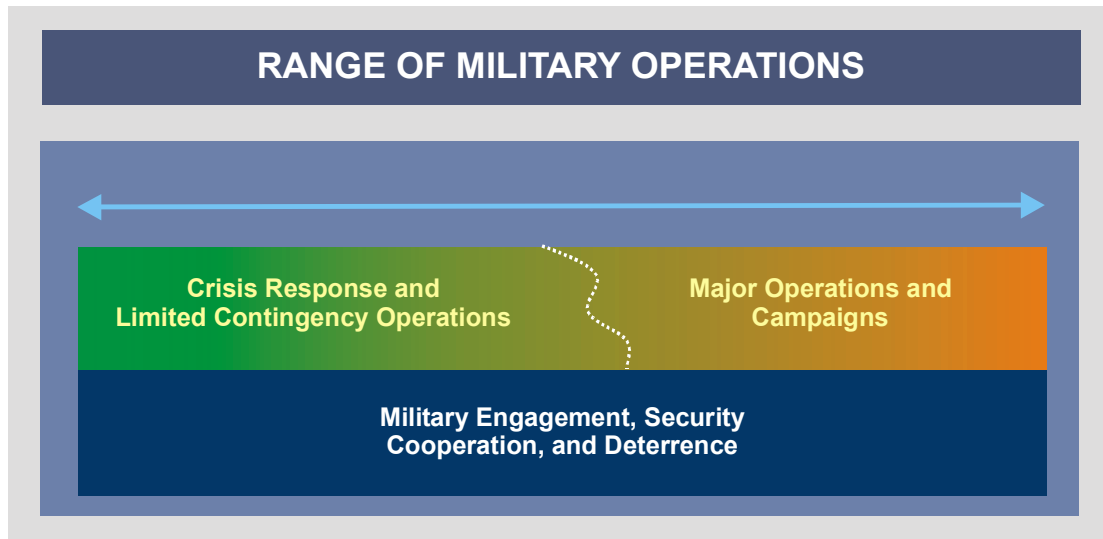 RANGE OF MILITARY OPERATIONS
Crisis Response and
Limited Contingency Operations
Major Operations and
Campaigns
Military Engagement, Security
Cooperation, and Deterrence